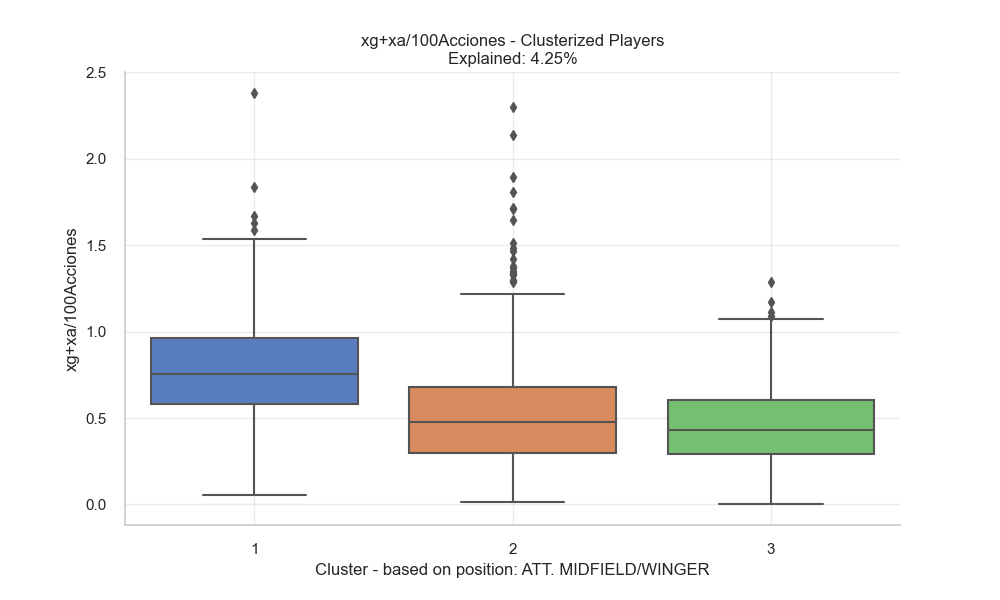 xg+xa/100Acciones - Clusterized Players
Explained: 4.25%
xg+xa/100Acciones
2.5
2.0
1.5
1.0
0.5
0.0
1 2 3
Cluster - based on position: ATT. MIDFIELD/WINGER